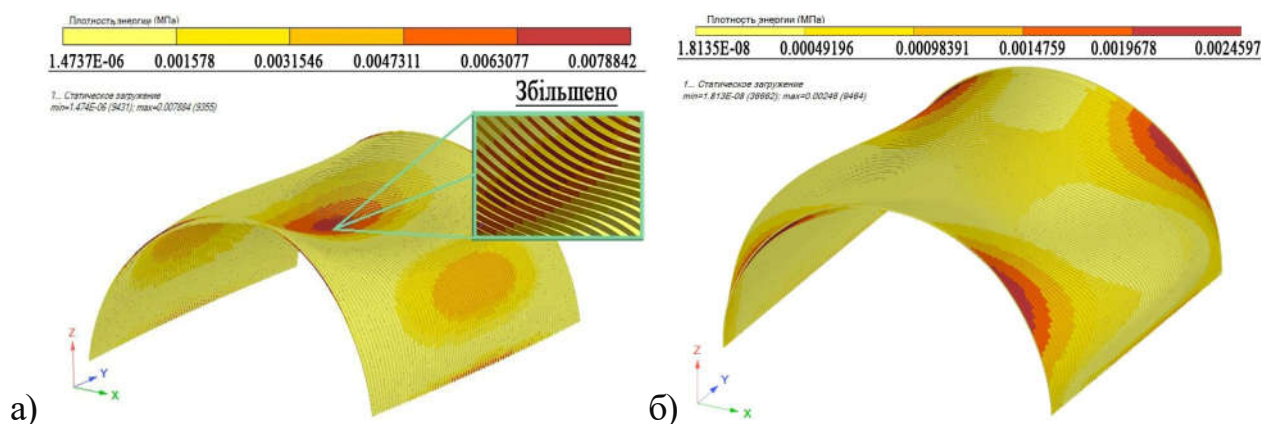 Плотность энергии (МПа)
1.4737E-06 0.001578 0.0031546 0.0047311 0.0063077 0.0078842
1... Статическое загружение
min=1.474E-06 (9431); max=0.007884 (9355)
Збільшено
Z
Y
X
а)
Плотность энергии (МПа)
1.8135E-08 0.00049196 0.00098391 0.0014759 0.0019678 0.0024597
1... Статическое загружение
min=1.813E-08 (36662); max=0.00246 (9464)
Z
Y
X
б)